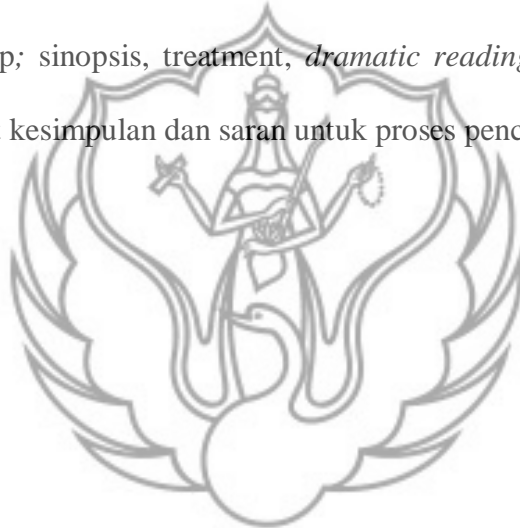 p; sinopsis, treatment, dramatic reading
kesimpulan dan saran untuk proses penc